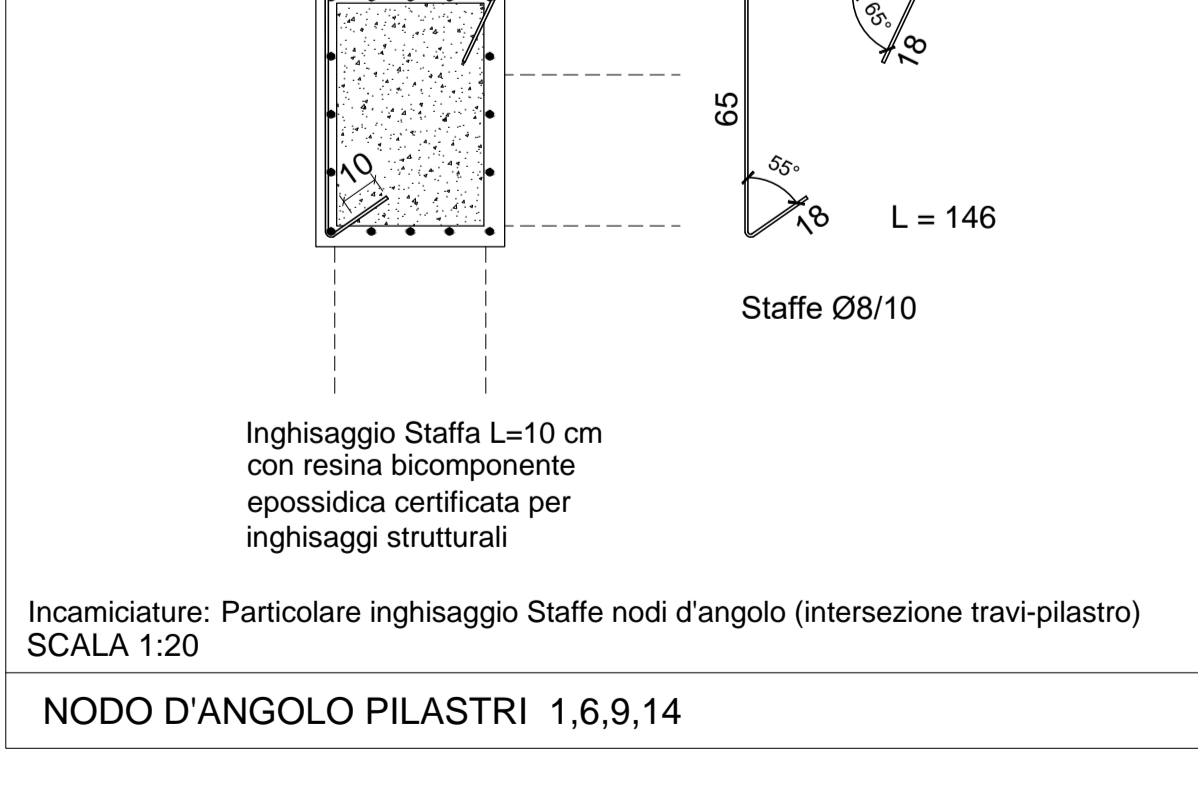 65°
18
65
10
55°
18
L = 146
Staffe Ø8/10
Inghisaggio Staffa L=10 cm
con resina bicomponente
epossidica certificata per
inghisaggi strutturali
Incamiciature: Particolare inghisaggio Staffe nodi d'angolo (intersezione travi-pilastro)
SCALA 1:20
NODO D'ANGOLO PILASTRI 1,6,9,14